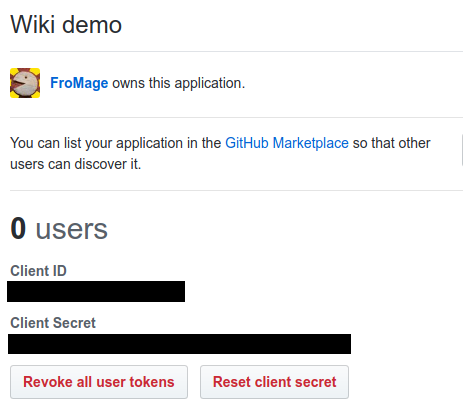 Wiki demo
FroMage owns this application.
You can list your application in the GitHub Marketplace so that other
users can discover it.
0 users
Client ID
Client Secret
Revoke all user tokens
Reset client secret